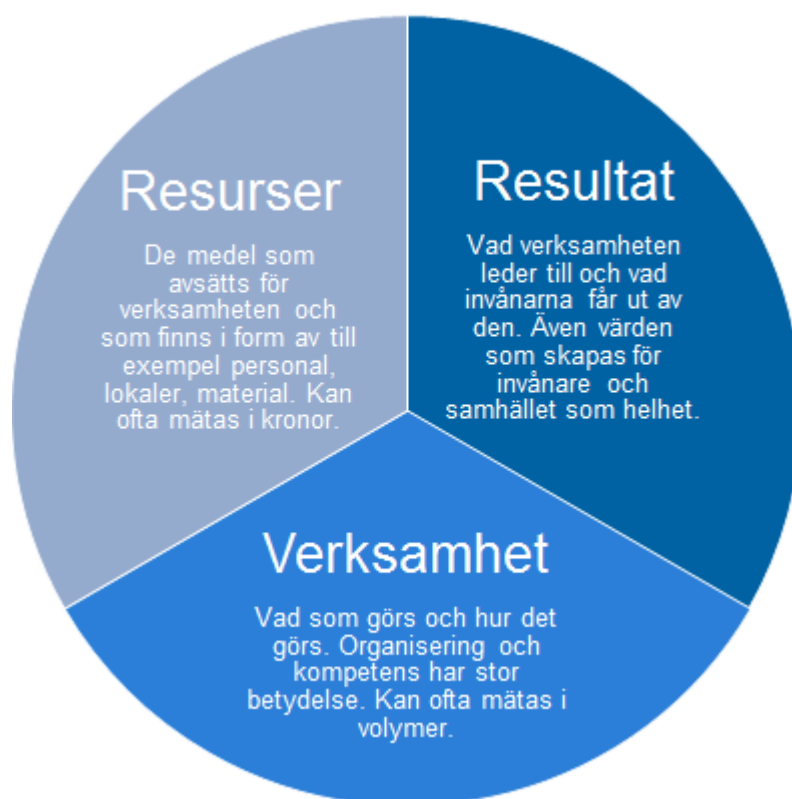 Resurser
De medel som
avsätts för
verksamheten och
som finns i form av till
exempel personal,
lokaler, material. Kan
ofta mätas i kronor.
Resultat
Vad verksamheten
leder till och vad
invånarna får ut av
den. Även värden
som skapas för
invånare och
samhället som helhet.
Verksamhet
Vad som görs och hur det
görs. Organisering och
kompetens har stor
betydelse. Kan ofta mätas i
volymer.